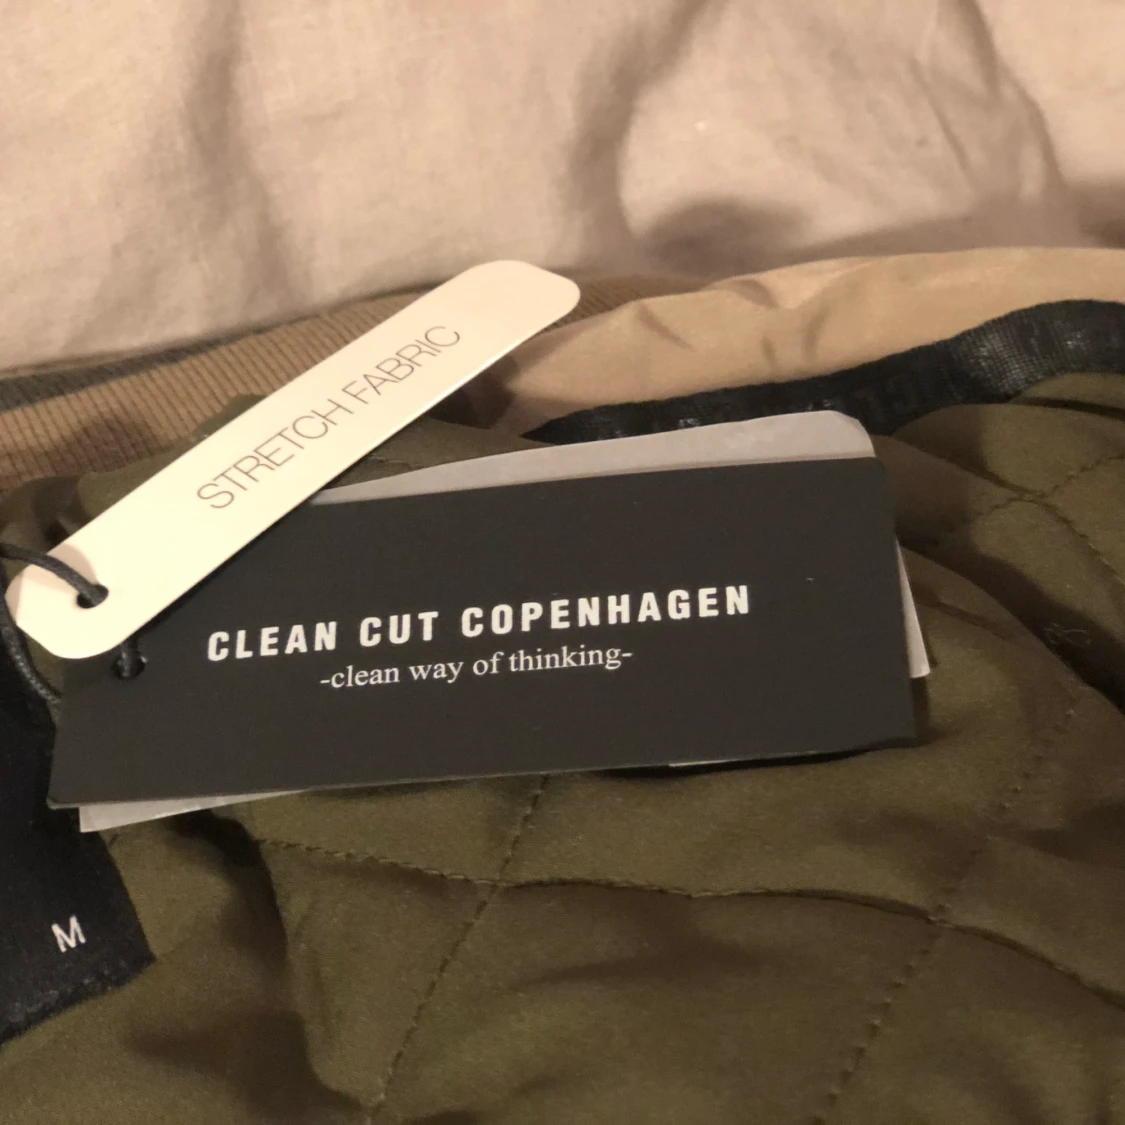 STRETCH FABRIC
CLEAN CUT COPENHAGEN
-clean way of thinking-
M